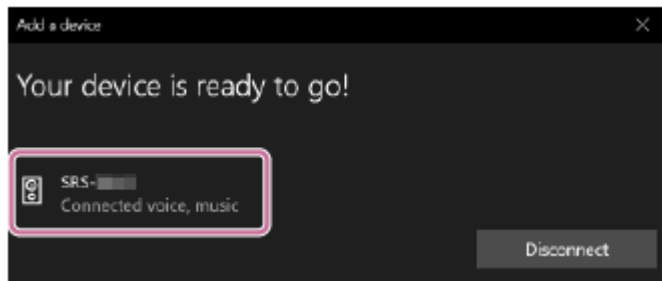 Add a device
Your device is ready to go!
SRS-
Connected voice, music
Disconnect